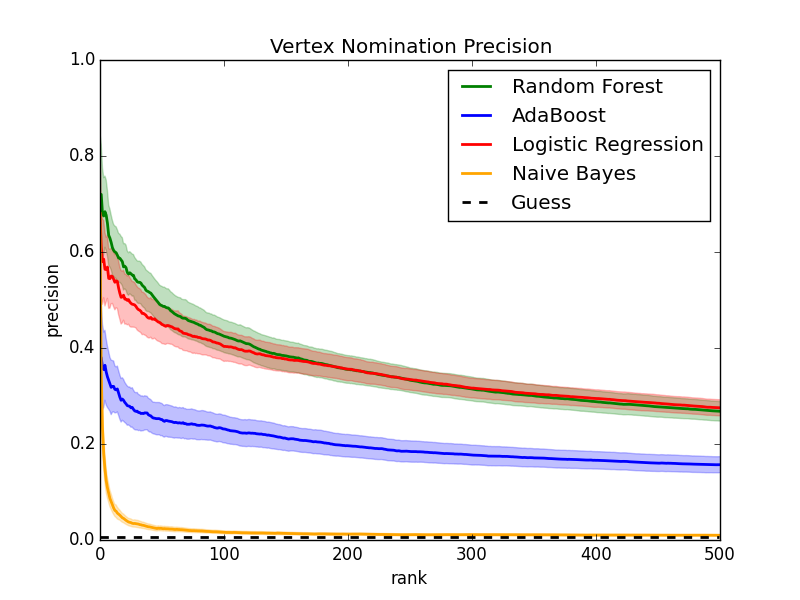 Vertex Nomination Precision
1.0
0.8
0.6
0.4
0.2
0.0
precision
Random Forest
AdaBoost
Logistic Regression
Naive Bayes
Guess
0 100 200 300 400 500
rank